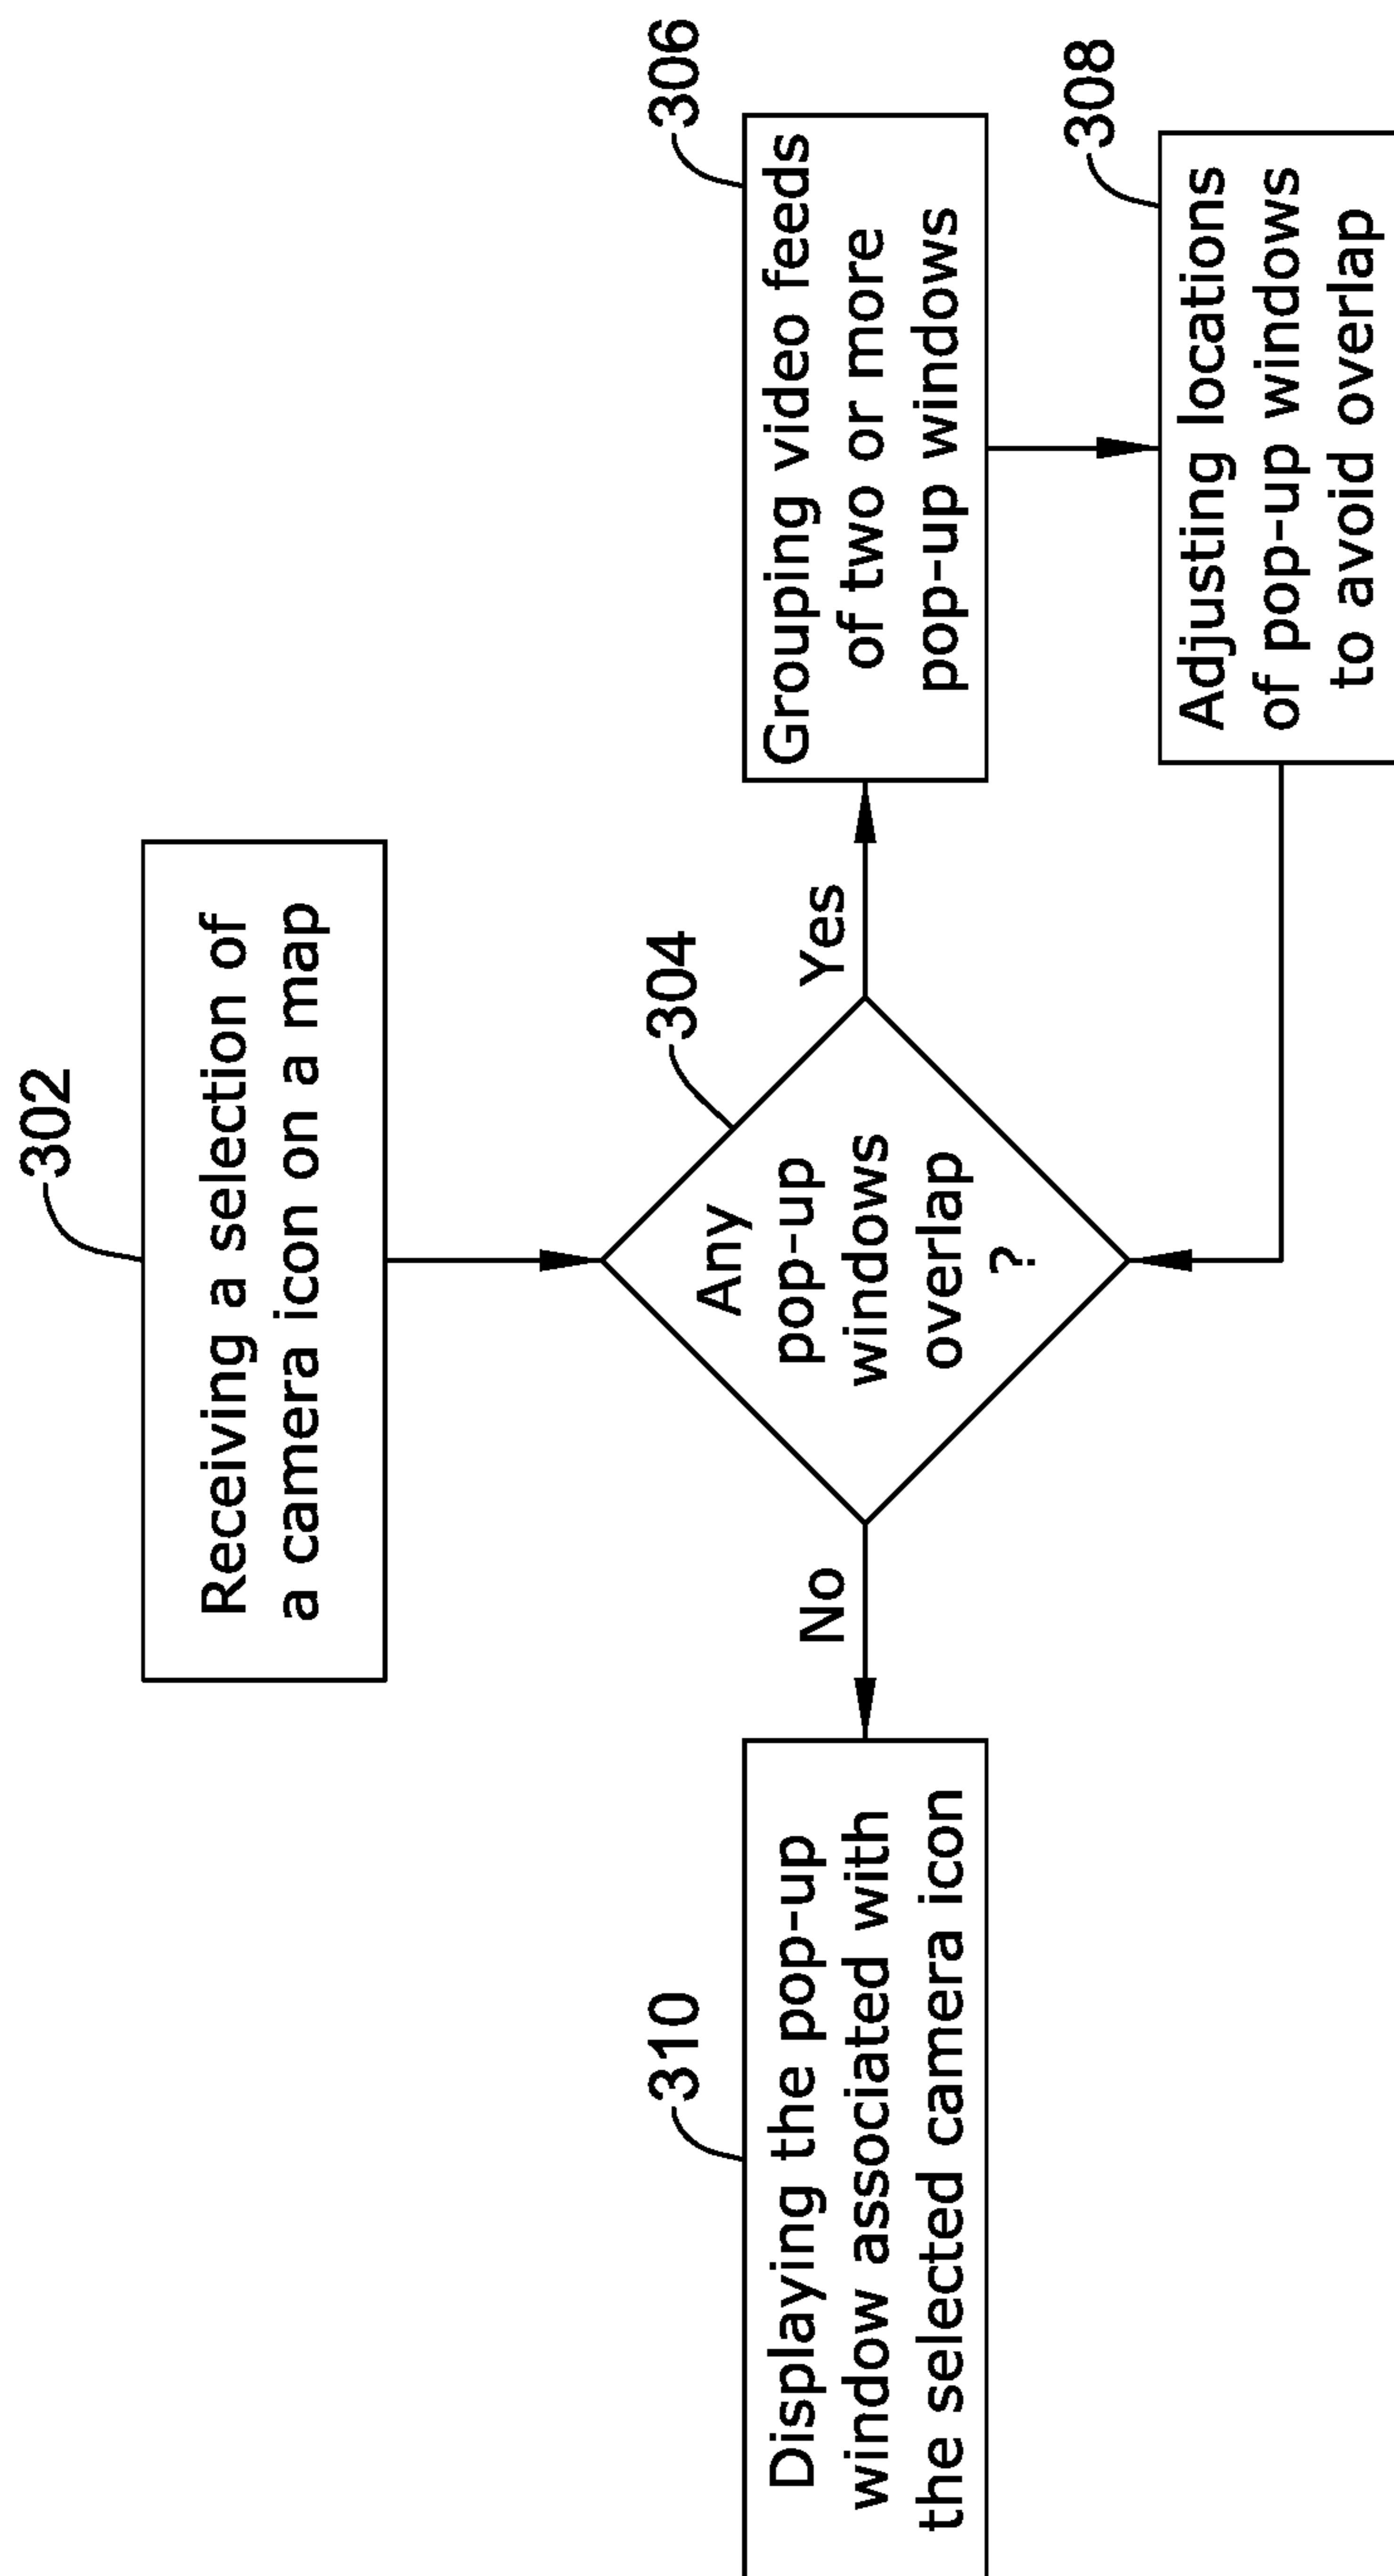 302
Receiving a selection of
a camera icon on a map
304
Any
pop-up
windows
overlap
?
Yes
No
306
Grouping video feeds
of two or more
pop-up windows
308
Adjusting locations
of pop-up windows
to avoid overlap
310
Displaying the pop-up
window associated with
the selected camera icon